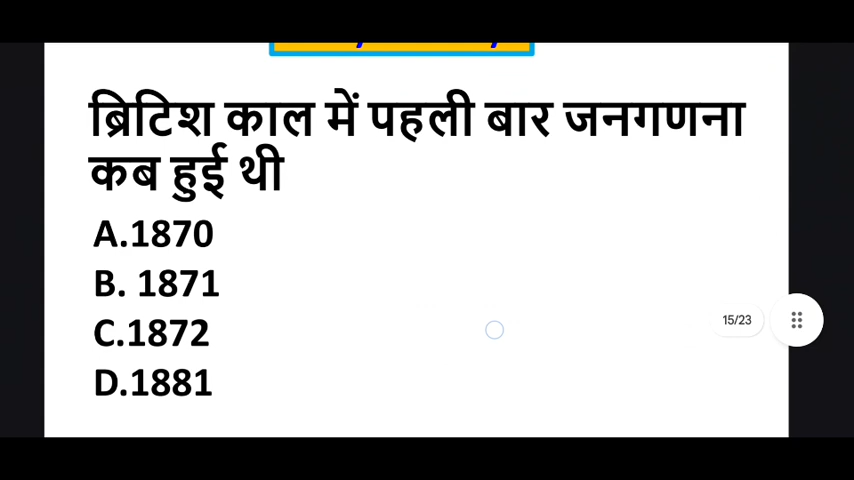 ब्रिटिश काल में पहली बार जनगणना
कब हुई थी
A.1870
B. 1871
C.1872
D.1881
15/23